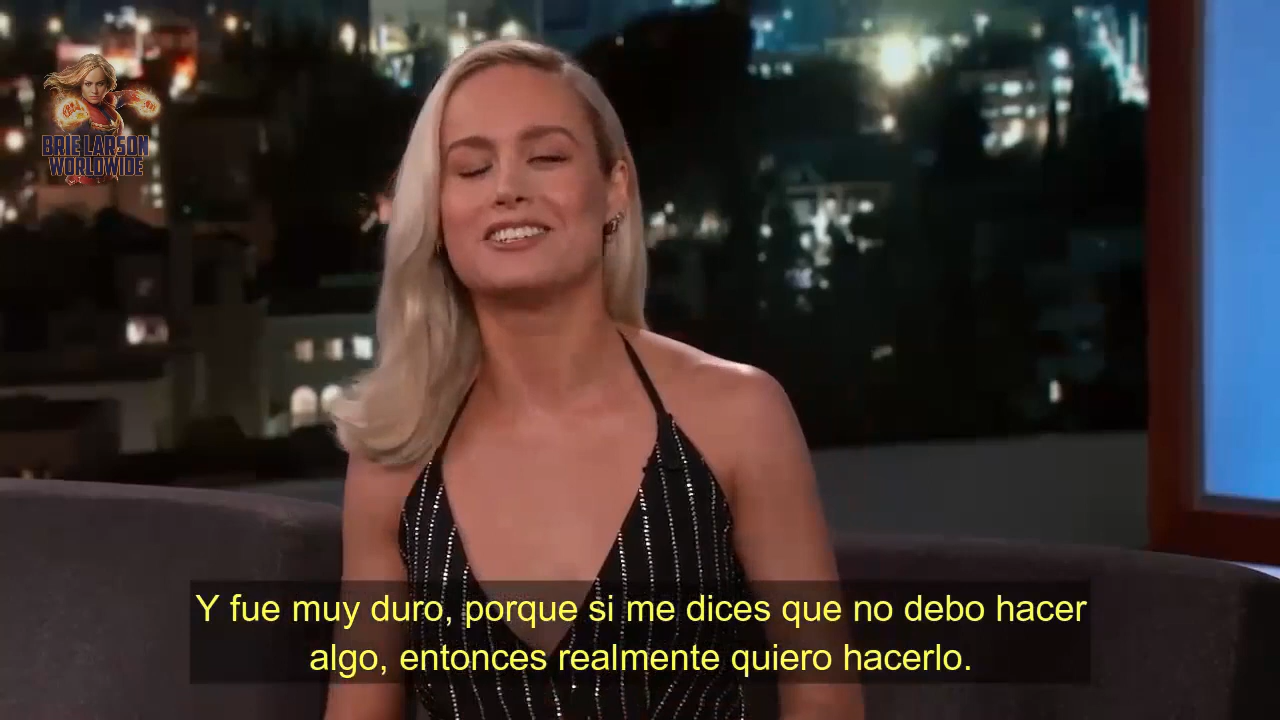 BRIE LARSON
WORLDWIDE
Y fue muy duro, porque si me dices que no debo hacer
algo, entonces realmente quiero hacerlo.